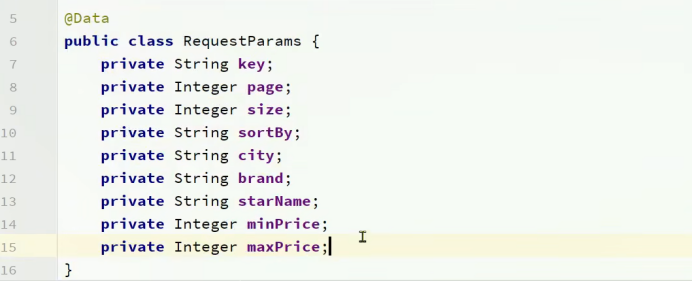 5 @Data
6 public class RequestParams {
7 private String key;
8 private Integer page;
9 private Integer size;
10 private String sortBy;
11 private String city;
12 private String brand;
13 private String starName;
14 private Integer minPrice;
15 private Integer maxPrice;
16 }